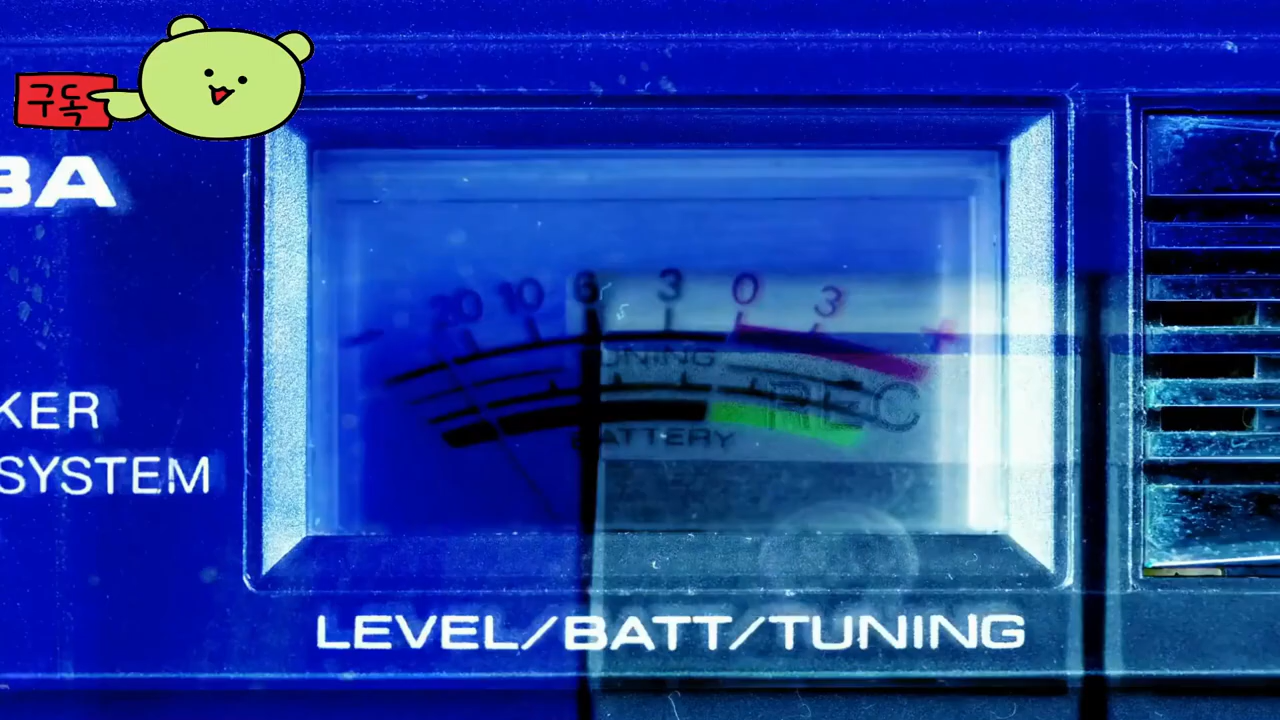 구독
BA
20 10 6 3 0 3
- +
TUNING
REC
KER
BATTERY
SYSTEM
LEVEL/BATT/TUNING